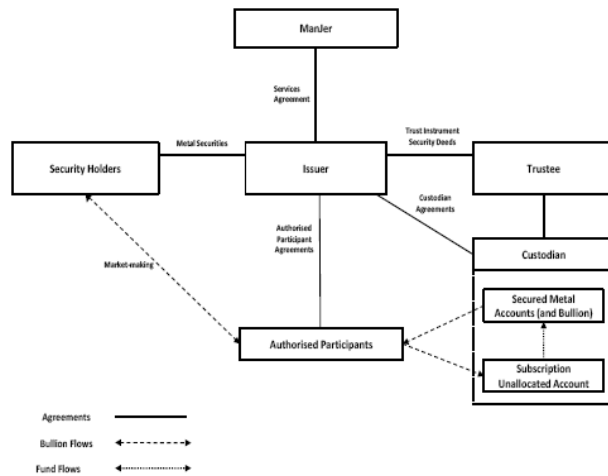 ManJer
Services
Agreement
Metal Securities
Trust Instrument
Security Deeds
Security Holders
Issuer
Trustee
Custodian
Agreements
Authorised
Participant
Agreements
Custodian
Market-making
Secured Metal
Accounts (and Bullion)
Authorised Participants
Subscription
Unallocated Account
Agreements
Bullion Flows
Fund Flows